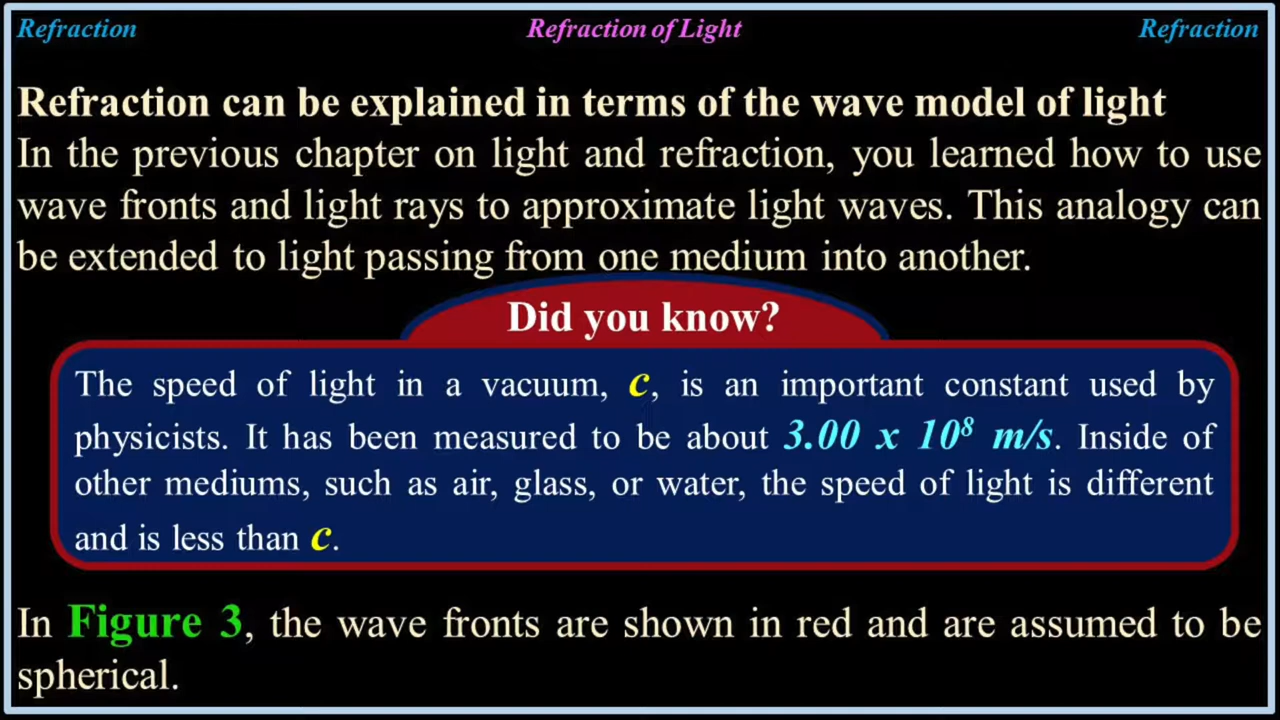 Refraction Refraction of Light Refraction
Refraction can be explained in terms of the wave model of light
In the previous chapter on light and refraction, you learned how to use
wave fronts and light rays to approximate light waves. This analogy can
be extended to light passing from one medium into another.
Did you know?
The speed of light in a vacuum, c, is an important constant used by
physicists. It has been measured to be about 3.00 x 10⁸ m/s. Inside of
other mediums, such as air, glass, or water, the speed of light is different
and is less than c.
In Figure 3, the wave fronts are shown in red and are assumed to be
spherical.